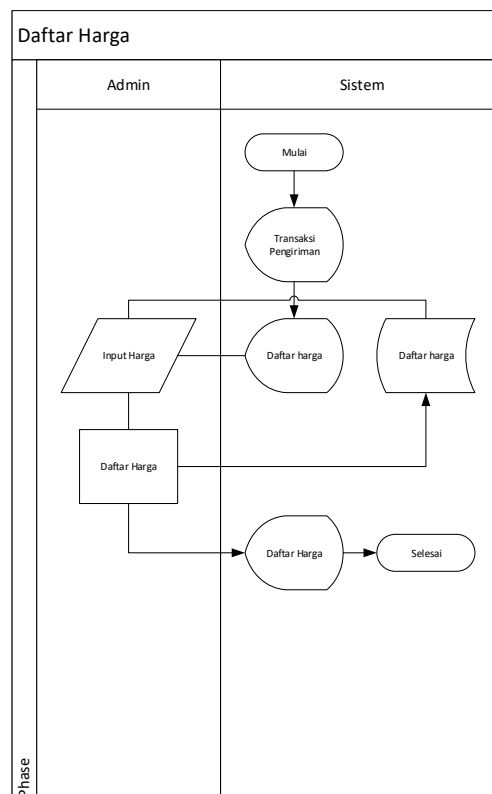 Daftar Harga
Admin
Sistem
Mulai
Transaksi
Pengiriman
Input Harga
Daftar harga
Daftar harga
Daftar Harga
Daftar Harga
Selesai
Phase